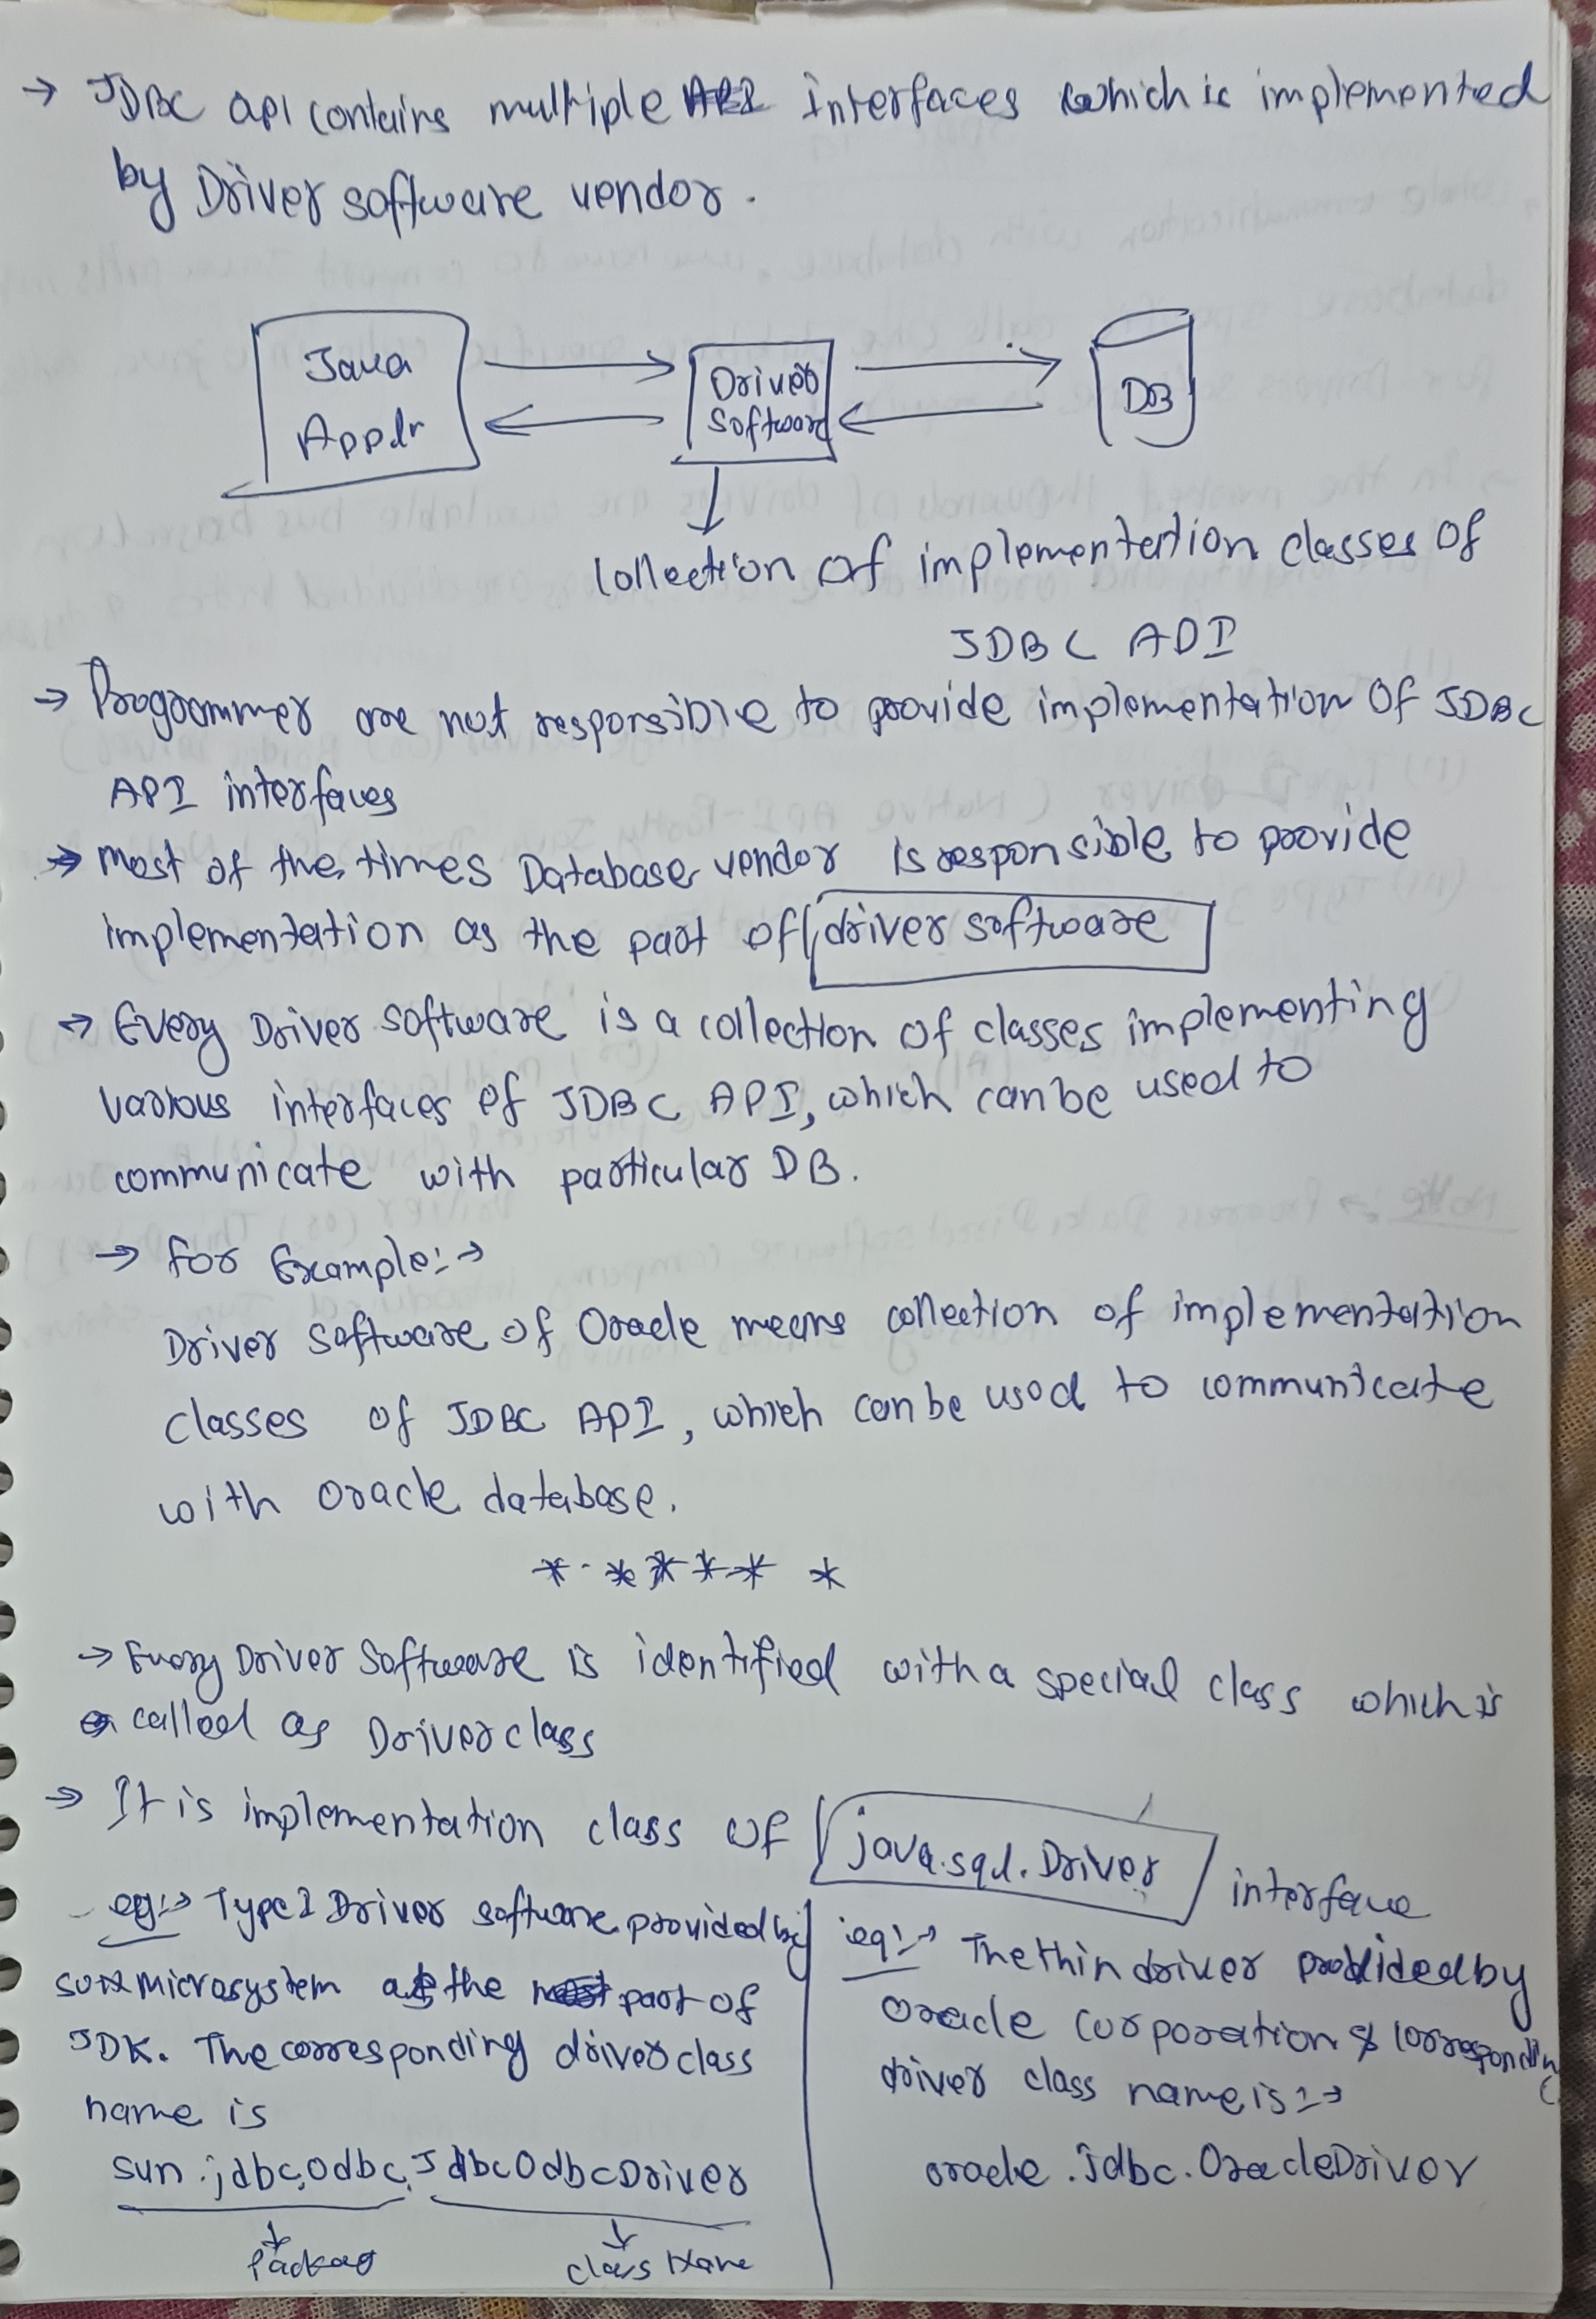 → JDBC api contains multiple interfaces which is implemented
by Driver software vendor.
Java
Appln
Driver
Software
DB
Collection of implementation classes of
JDBC API
→ Programmer are not responsible to provide implementation Of JDBC
API interfaces
→ Most of the times Database vendor is responsible to provide
implementation as the part of driver software
→ Every Driver software is a collection of classes implementing
various interfaces of JDBC API, which can be used to
communicate with particular DB.
→ for Example:→
Driver software of Oracle means collection of implementation
classes of JDBC API, which can be used to communicate
with oracle database.
* * * * * *
→ Every Driver Software is identified with a special class which is
called as Driver class
→ It is implementation class of java.sql.Driver interface
eg:→ Type 1 Driver software provided by
sun microsystem as the part of
JDK. The corresponding driver class
name is
sun.jdbc.odbc.JdbcOdbcDriver
Package
class Name
eg:→ The thin driver provided by
oracle corporation & corresponding
driver class name is:→
oracle.jdbc.OracleDriver